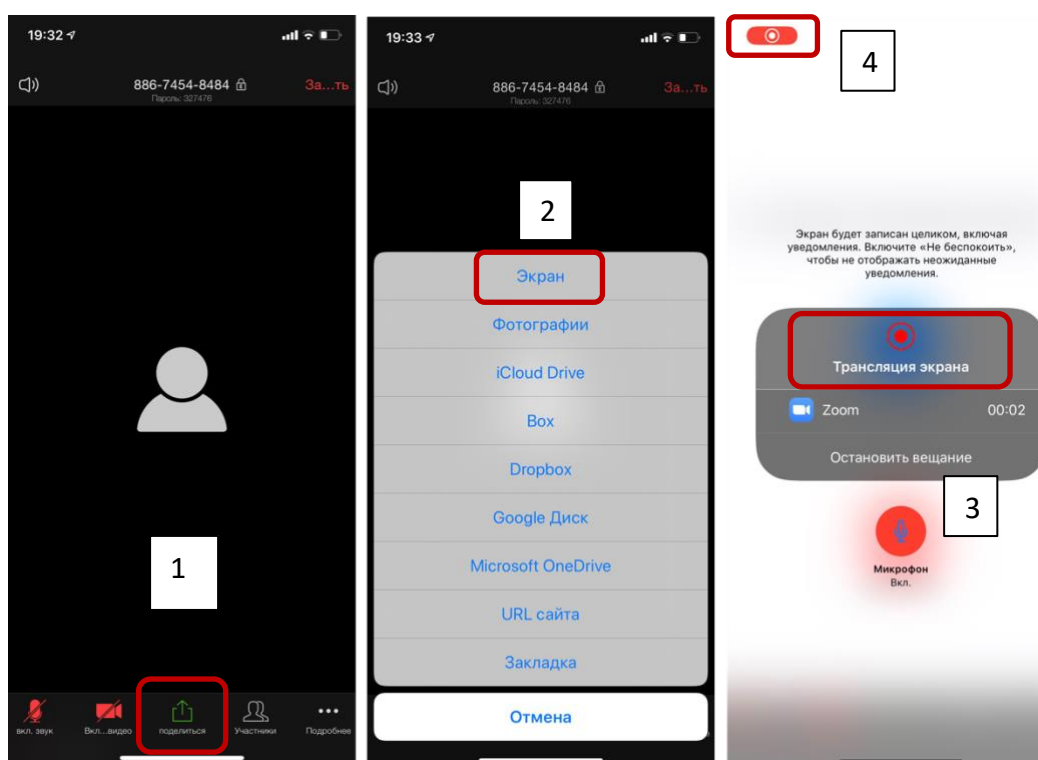 19:32
886-7454-8484
За...ть
Пароль: 327476
1
вкл. звук
Вкл...видео
поделиться
Участники
Подробнее
19:33
886-7454-8484
За...ть
Пароль: 327476
2
Экран
Фотографии
iCloud Drive
Box
Dropbox
Google Диск
Microsoft OneDrive
URL сайта
Закладка
Отмена
4
Экран будет записан целиком, включая
уведомления. Включите «Не беспокоить»,
чтобы не отображать неожиданные
уведомления.
Трансляция экрана
Zoom 00:02
Остановить вещание
3
Микрофон
Вкл.